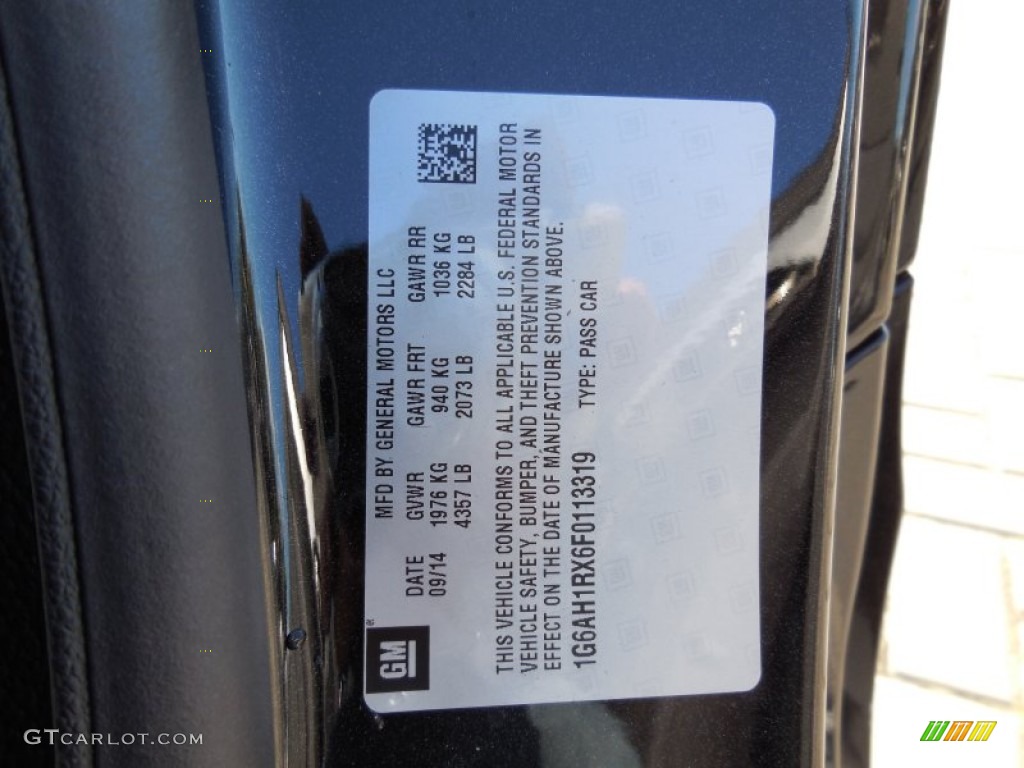 MFD BY GENERAL MOTORS LLC
DATE GVWR GAWR FRT GAWR RR
09/14 1976 KG 940 KG 1036 KG
4357 LB 2073 LB 2284 LB
THIS VEHICLE CONFORMS TO ALL APPLICABLE U.S. FEDERAL MOTOR
VEHICLE SAFETY, BUMPER, AND THEFT PREVENTION STANDARDS IN
EFFECT ON THE DATE OF MANUFACTURE SHOWN ABOVE.
1G6AH1RX6F0113319 TYPE: PASS CAR
GM®
GTCARLOT.COM